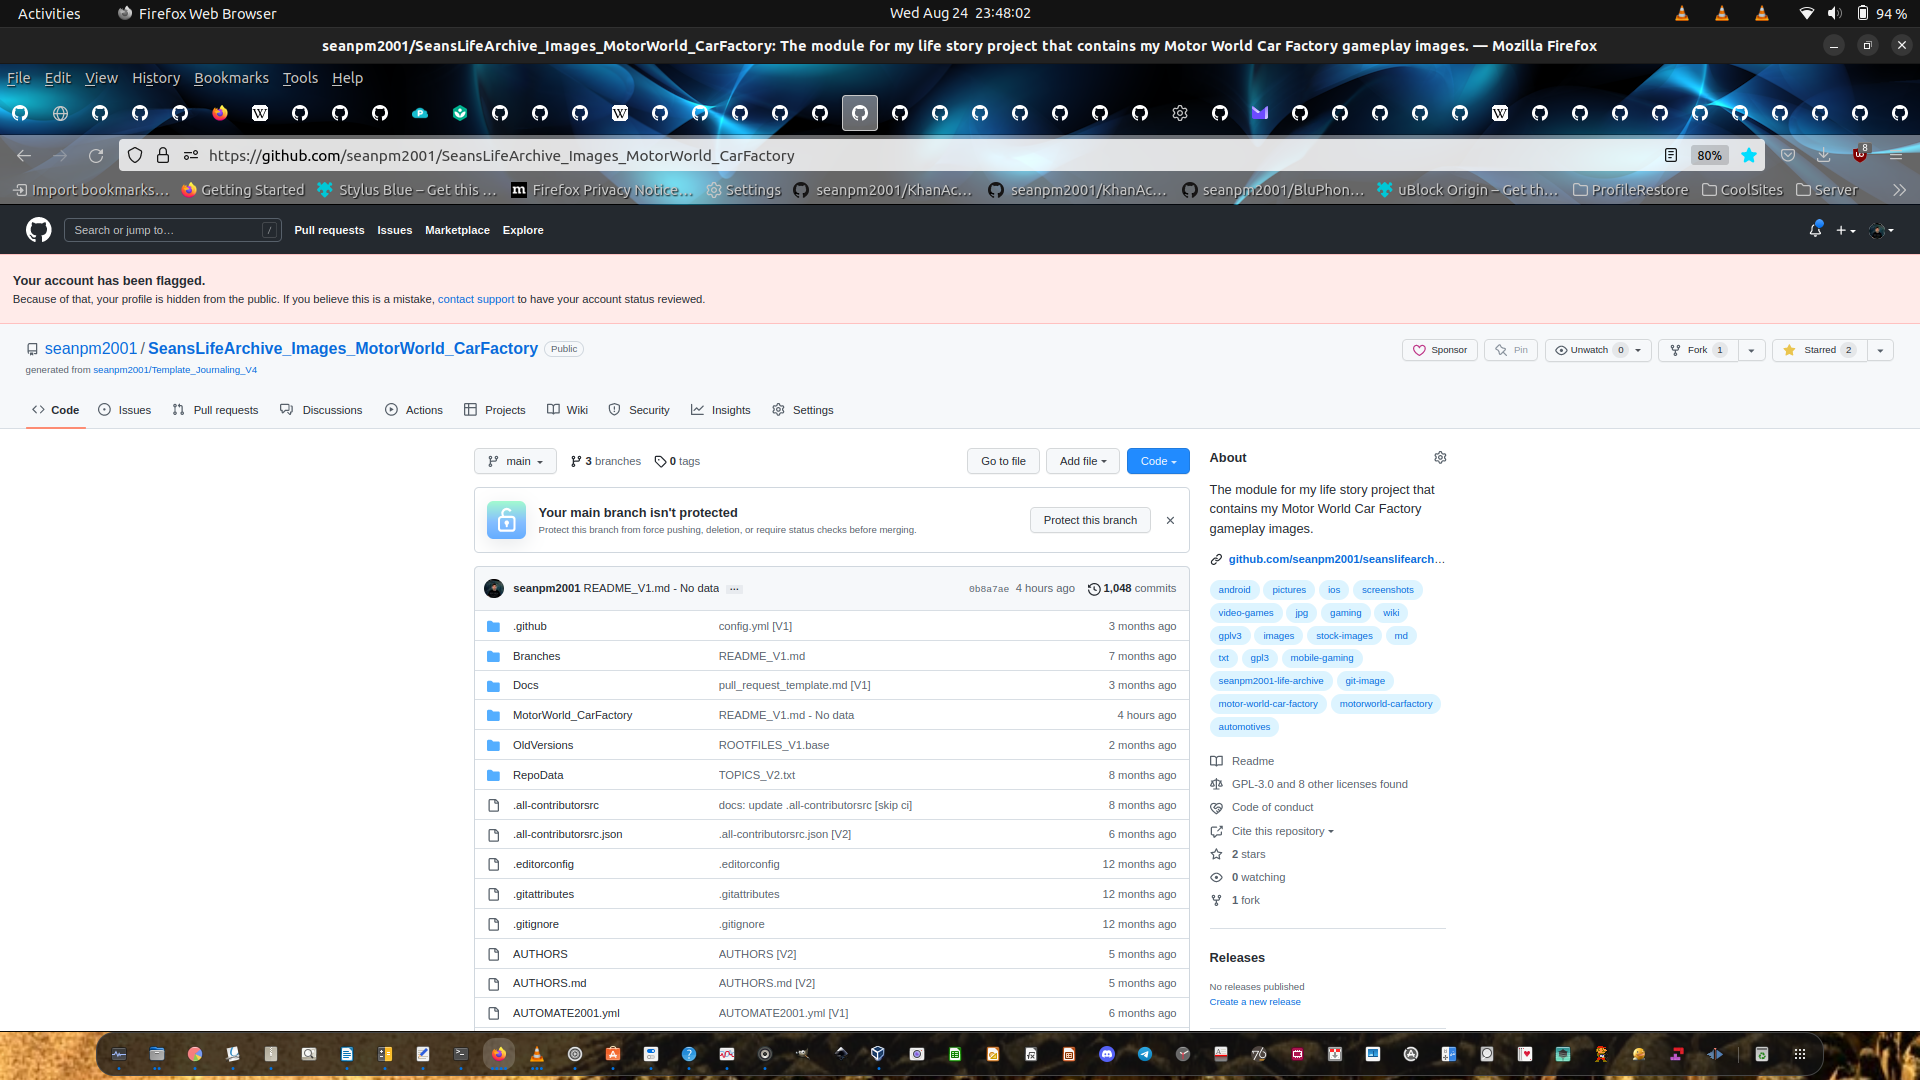 Activities Firefox Web Browser Wed Aug 24 23:48:02 94 %
seanpm2001/SeansLifeArchive_Images_MotorWorld_CarFactory: The module for my life story project that contains my Motor World Car Factory gameplay images. — Mozilla Firefox
File Edit View History Bookmarks Tools Help
https://github.com/seanpm2001/SeansLifeArchive_Images_MotorWorld_CarFactory 80% 8
Import bookmarks… Getting Started Stylus Blue – Get this … Firefox Privacy Notice… Settings seanpm2001/KhanAc… seanpm2001/KhanAc… seanpm2001/BluPhon… uBlock Origin – Get th… ProfileRestore CoolSites Server
Search or jump to… / Pull requests Issues Marketplace Explore
Your account has been flagged.
Because of that, your profile is hidden from the public. If you believe this is a mistake, contact support to have your account status reviewed.
seanpm2001 / SeansLifeArchive_Images_MotorWorld_CarFactory Public Sponsor Pin Unwatch 0 Fork 1 Starred 2
generated from seanpm2001/Template_Journaling_V4
Code Issues Pull requests Discussions Actions Projects Wiki Security Insights Settings
main 3 branches 0 tags Go to file Add file Code
Your main branch isn't protected
Protect this branch from force pushing, deletion, or require status checks before merging.
Protect this branch
seanpm2001 README_V1.md - No data … 0b8a7ae 4 hours ago 1,048 commits
.github config.yml [V1] 3 months ago
Branches README_V1.md 7 months ago
Docs pull_request_template.md [V1] 3 months ago
MotorWorld_CarFactory README_V1.md - No data 4 hours ago
OldVersions ROOTFILES_V1.base 2 months ago
RepoData TOPICS_V2.txt 8 months ago
.all-contributorsrc docs: update .all-contributorsrc [skip ci] 8 months ago
.all-contributorsrc.json .all-contributorsrc.json [V2] 6 months ago
.editorconfig .editorconfig 12 months ago
.gitattributes .gitattributes 12 months ago
.gitignore .gitignore 12 months ago
AUTHORS AUTHORS [V2] 5 months ago
AUTHORS.md AUTHORS.md [V2] 5 months ago
AUTOMATE2001.yml AUTOMATE2001.yml [V1] 6 months ago
About
The module for my life story project that
contains my Motor World Car Factory
gameplay images.
github.com/seanpm2001/seanslifearch…
android pictures ios screenshots
video-games jpg gaming wiki
gplv3 images stock-images md
txt gpl3 mobile-gaming
seanpm2001-life-archive git-image
motor-world-car-factory motorworld-carfactory
automotives
Readme
GPL-3.0 and 8 other licenses found
Code of conduct
Cite this repository
2 stars
0 watching
1 fork
Releases
No releases published
Create a new release